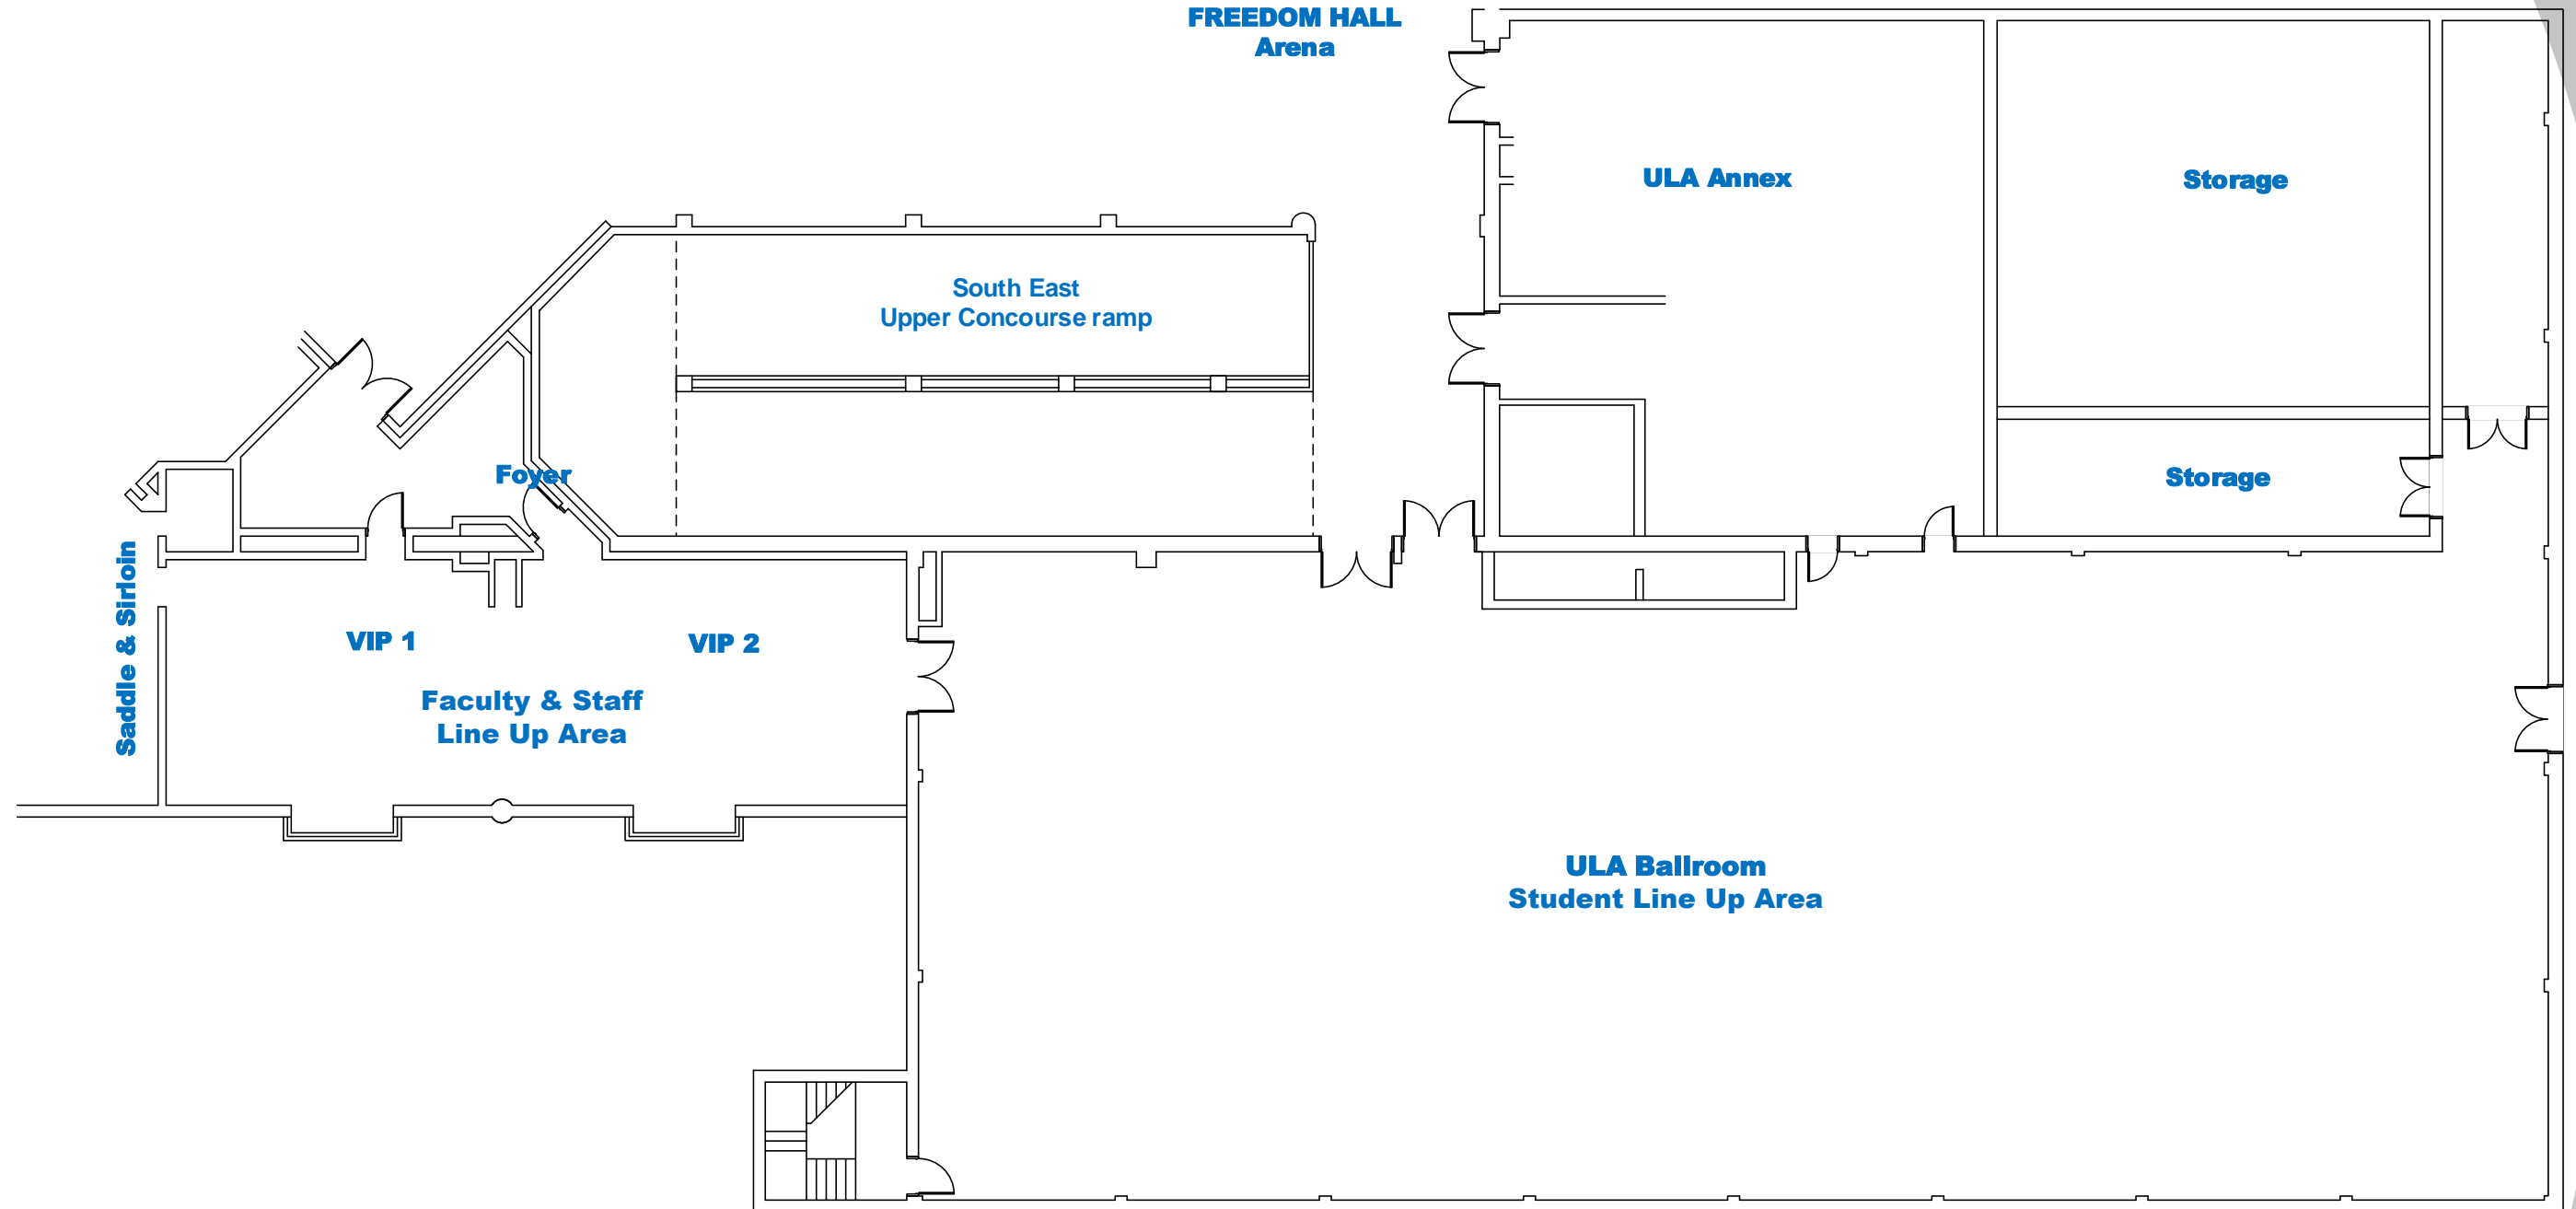 FREEDOM HALL
Arena
ULA Annex
Storage
South East
Upper Concourse ramp
Foyer
Storage
Saddle & Sirloin
VIP 1
VIP 2
Faculty & Staff
Line Up Area
ULA Ballroom
Student Line Up Area